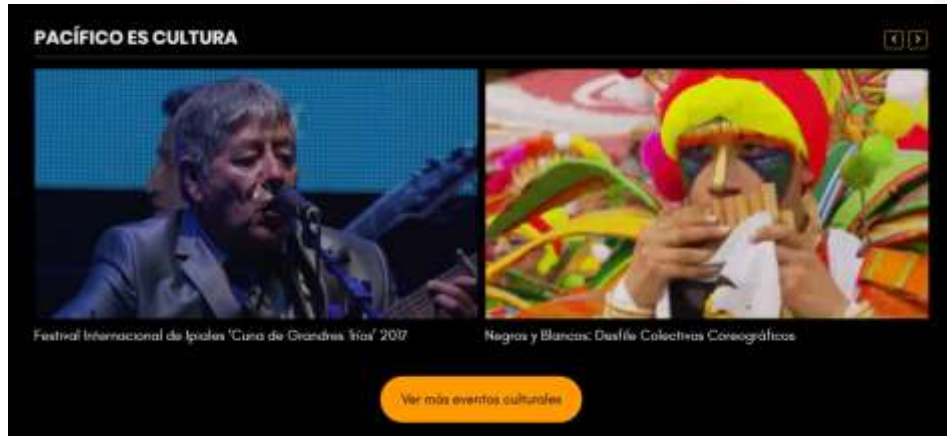 PACÍFICO ES CULTURA
Festival Internacional de Ipiales 'Cuna de Grandres Tríos' 2017
Negros y Blancos: Desfile Colectivos Coreográficos
Ver más eventos culturales